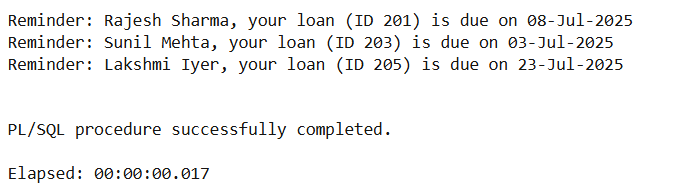 Reminder: Rajesh Sharma, your loan (ID 201) is due on 08-Jul-2025
Reminder: Sunil Mehta, your loan (ID 203) is due on 03-Jul-2025
Reminder: Lakshmi Iyer, your loan (ID 205) is due on 23-Jul-2025
PL/SQL procedure successfully completed.
Elapsed: 00:00:00.017